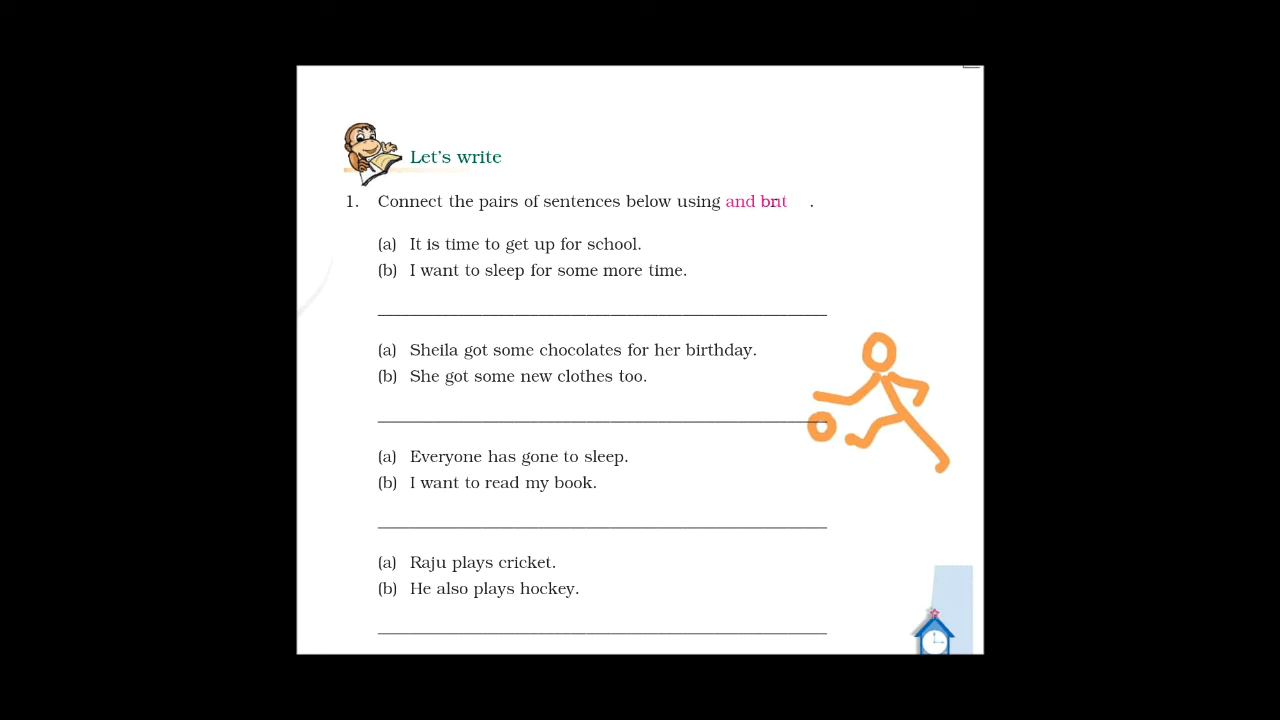 Let's write
1. Connect the pairs of sentences below using and .
(a) It is time to get up for school.
(b) I want to sleep for some more time.
(a) Sheila got some chocolates for her birthday.
(b) She got some new clothes too.
(a) Everyone has gone to sleep.
(b) I want to read my book.
(a) Raju plays cricket.
(b) He also plays hockey.